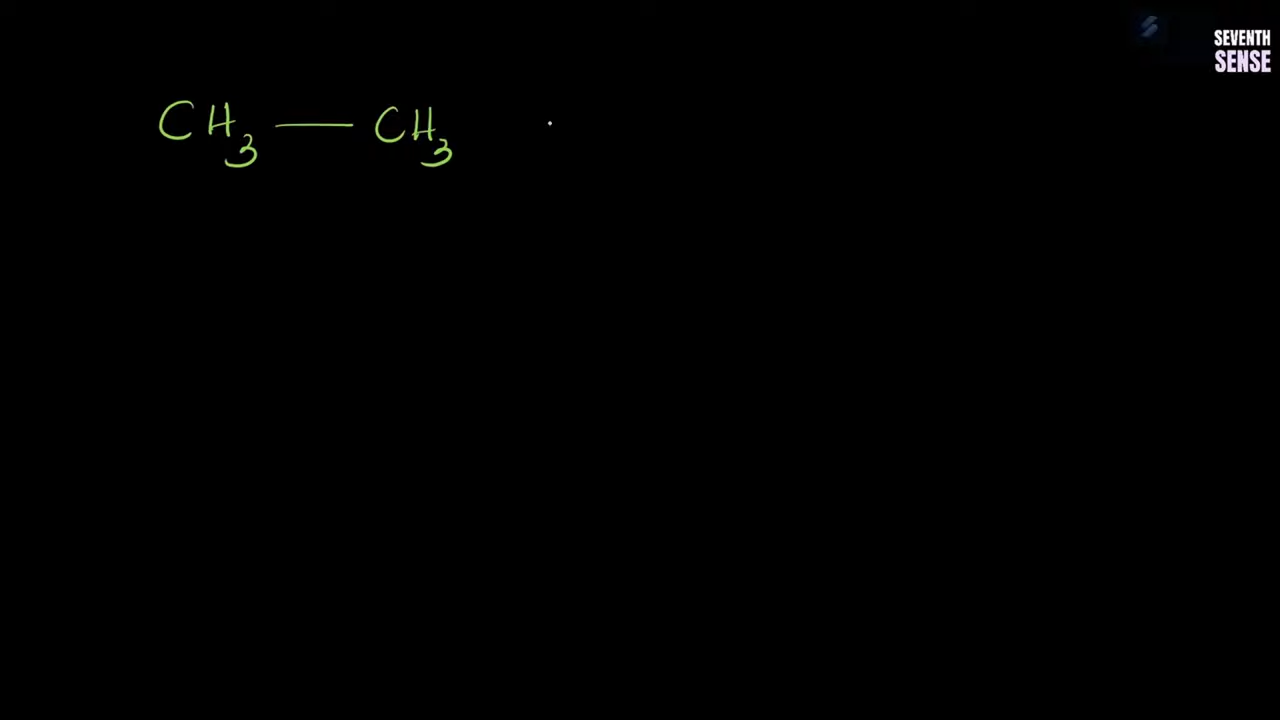 CH₃ — CH₃
SEVENTH
SENSE